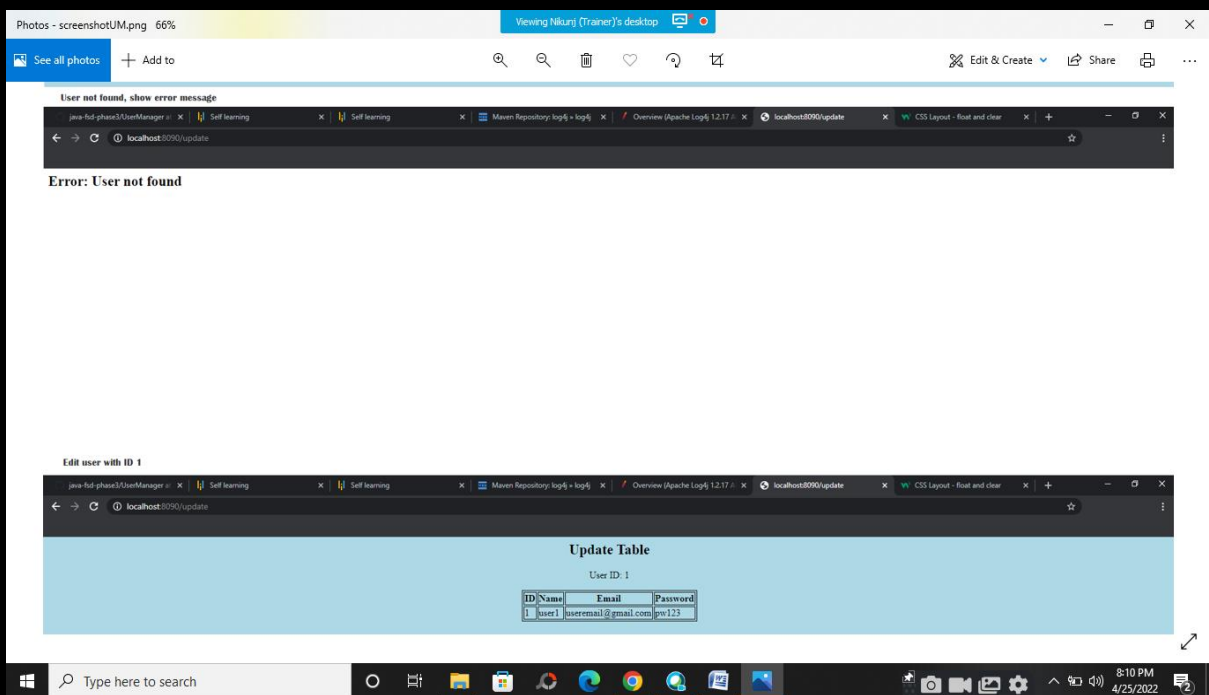 Photos - screenshotUM.png 66%
Viewing Nikunj (Trainer)'s desktop
See all photos
Add to
Edit & Create
Share
User not found, show error message
java-fsd-phase3/UserManager
Self learning
Self learning
Maven Repository: log4j » log4j
Overview (Apache Log4j 1.2.17
localhost:8090/update
CSS Layout - float and clear
localhost:8090/update
Error: User not found
Edit user with ID 1
java-fsd-phase3/UserManager
Self learning
Self learning
Maven Repository: log4j » log4j
Overview (Apache Log4j 1.2.17
localhost:8090/update
CSS Layout - float and clear
localhost:8090/update
Update Table
User ID: 1
ID Name Email Password
1 user1 useremail@gmail.com pw123
Type here to search
8:10 PM
4/25/2022
2